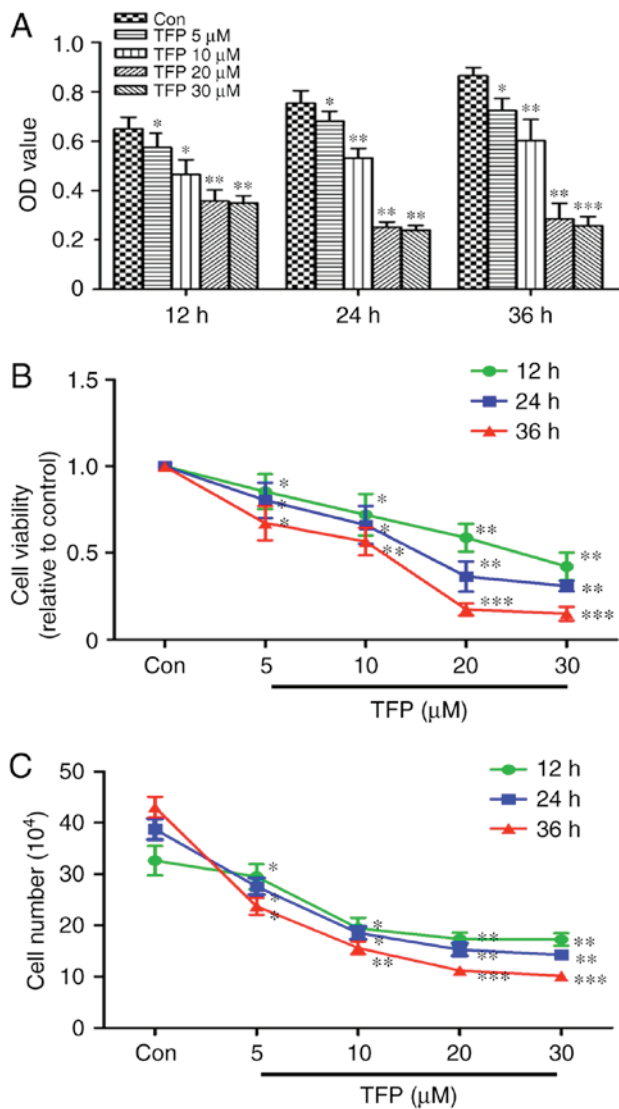 A
Con
TFP 5 μM
TFP 10 μM
TFP 20 μM
TFP 30 μM
OD value
1.0
0.8
0.6
0.4
0.2
0
* * ** **
* ** ** **
* ** ** ***
12 h 24 h 36 h
B
12 h
24 h
36 h
Cell viability
(relative to control)
1.5
1.0
0.5
0
* * ** **
* * ** **
* ** *** ***
Con 5 10 20 30
TFP (μM)
C
12 h
24 h
36 h
Cell number (10⁴)
50
40
30
20
10
0
* * ** **
* * ** **
* ** *** ***
Con 5 10 20 30
TFP (μM)